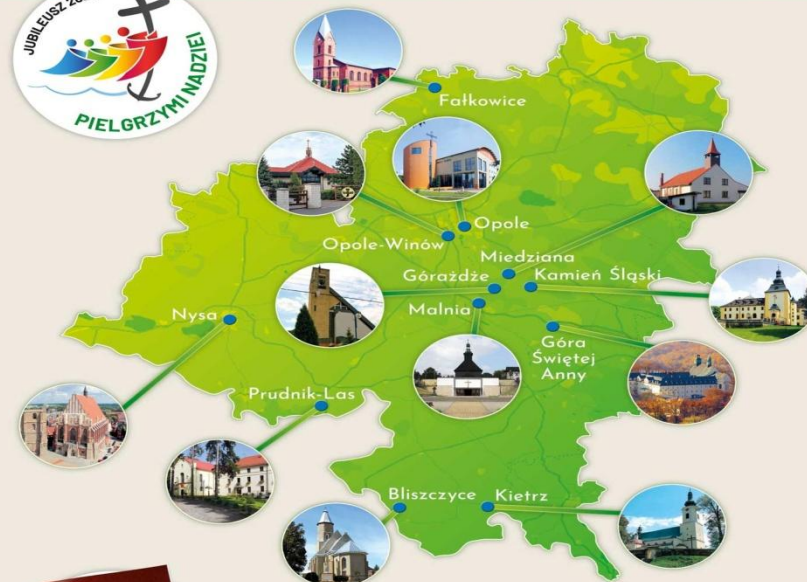 JUBILEUSZ 20
PIELGRZYMI NADZIEI
Fałkowice
Opole
Opole-Winów
Miedziana
Górażdże
Kamień Śląski
Malnia
Nysa
Góra
Świętej
Anny
Prudnik-Las
Bliszczyce
Kietrz